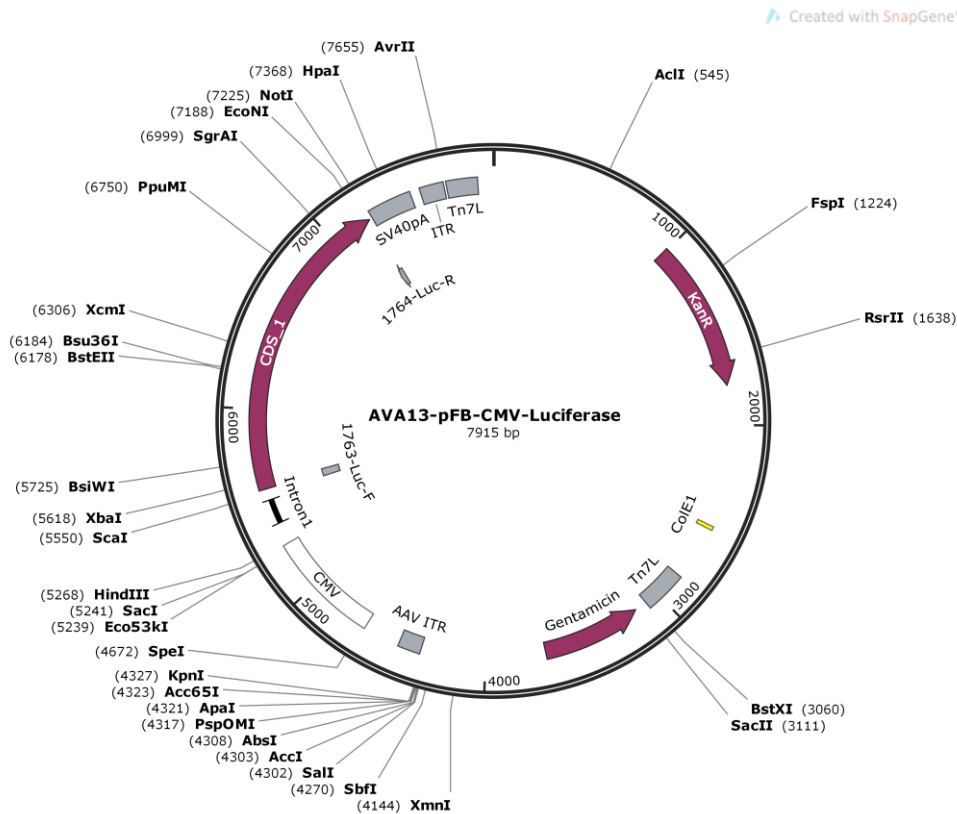 Created with SnapGene®
(7655) AvrII
(7368) HpaI
(7225) NotI
(7188) EcoNI
(6999) SgrAI
(6750) PpuMI
(6306) XcmI
(6184) Bsu36I
(6178) BstEII
(5725) BsiWI
(5618) XbaI
(5550) ScaI
(5268) HindIII
(5241) SacI
(5239) Eco53kI
(4672) SpeI
(4327) KpnI
(4323) Acc65I
(4321) ApaI
(4317) PspOMI
(4308) AbsI
(4303) AccI
(4302) SalI
(4270) SbfI
(4144) XmnI
AclI (545)
FspI (1224)
RsrII (1638)
BstXI (3060)
SacII (3111)
1000
2000
3000
4000
5000
6000
7000
SV40pA
ITR
Tn7L
1764-Luc-R
CDS_1
KanR
AVA13-pFB-CMV-Luciferase
7915 bp
1763-Luc-F
Intron1
CMV
AAV ITR
Gentamicin
Tn7L
ColE1